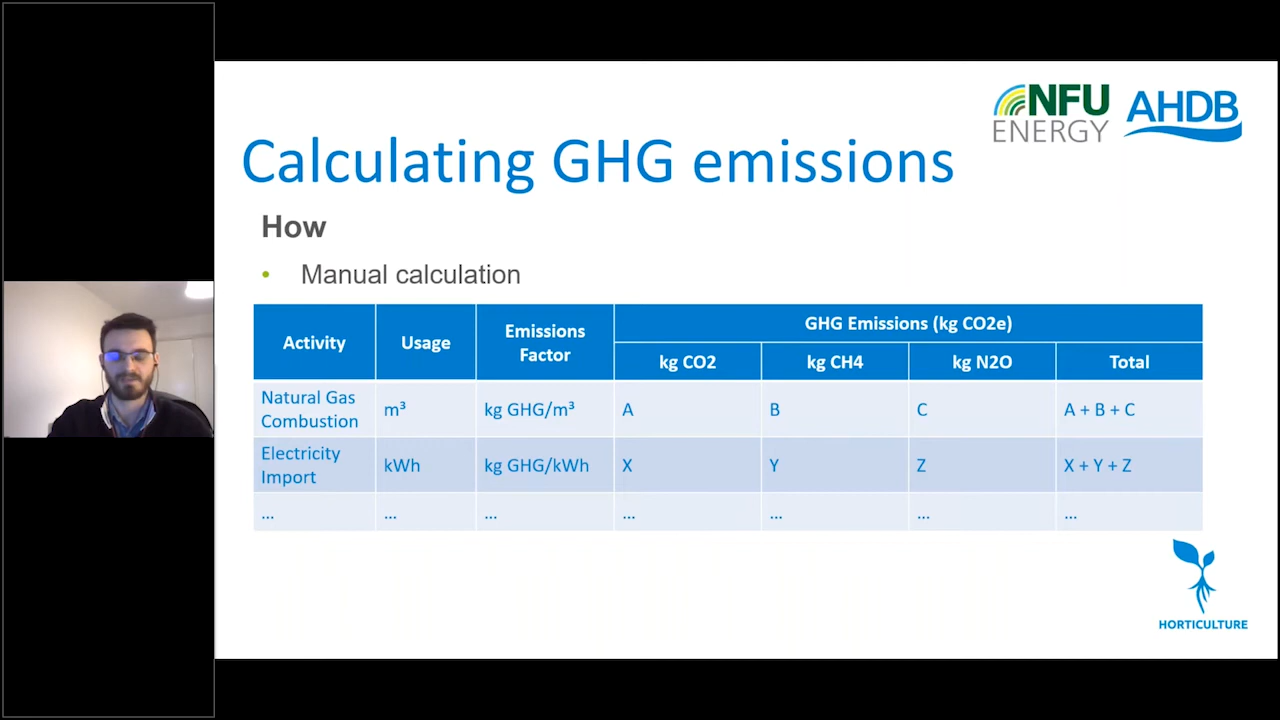 NFU
ENERGY
AHDB
Calculating GHG emissions
How
• Manual calculation
Activity
Usage
Emissions
Factor
GHG Emissions (kg CO2e)
kg CO2
kg CH4
kg N2O
Total
Natural Gas
Combustion
m³
kg GHG/m³
A
B
C
A + B + C
Electricity
Import
kWh
kg GHG/kWh
X
Y
Z
X + Y + Z
...
...
...
...
...
...
...
HORTICULTURE